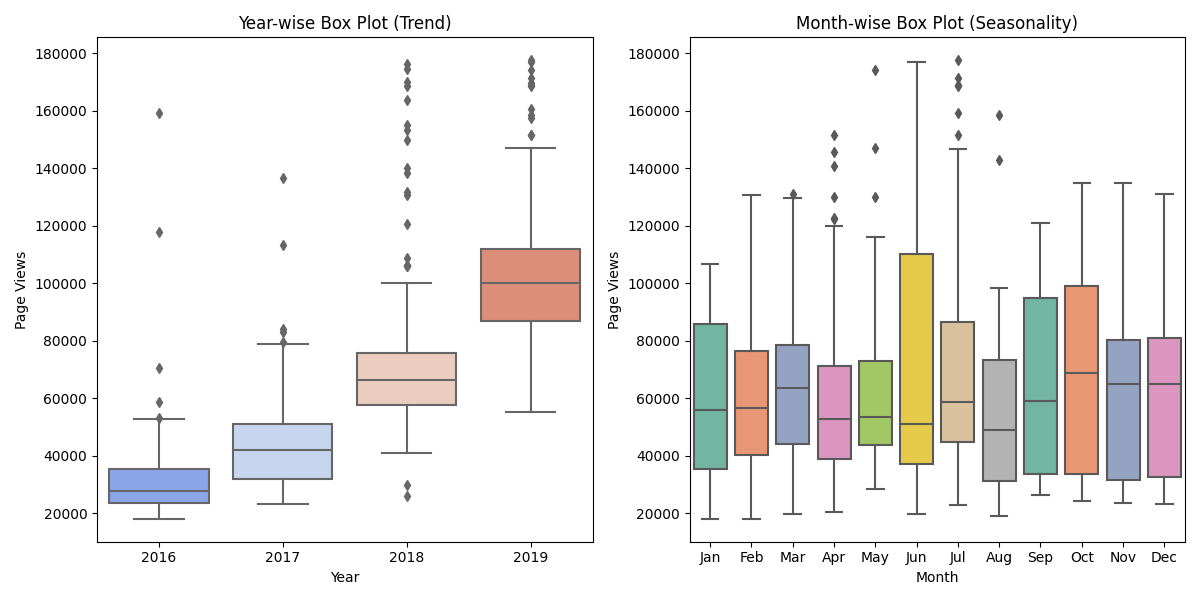 Year-wise Box Plot (Trend)
180000
160000
140000
120000
100000
80000
60000
40000
20000
Page Views
2016 2017 2018 2019
Year
Month-wise Box Plot (Seasonality)
180000
160000
140000
120000
100000
80000
60000
40000
20000
Page Views
Jan Feb Mar Apr May Jun Jul Aug Sep Oct Nov Dec
Month